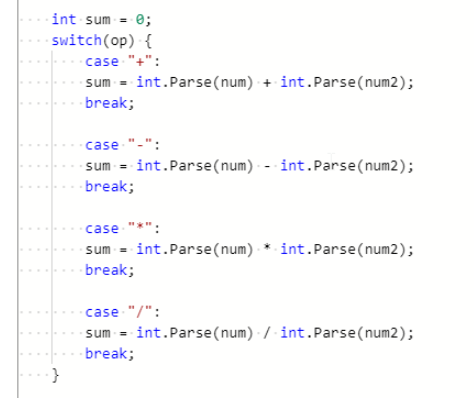 int sum = 0;
switch(op) {
case "+":
sum = int.Parse(num) + int.Parse(num2);
break;
case "-":
sum = int.Parse(num) - int.Parse(num2);
break;
case "*":
sum = int.Parse(num) * int.Parse(num2);
break;
case "/":
sum = int.Parse(num) / int.Parse(num2);
break;
}